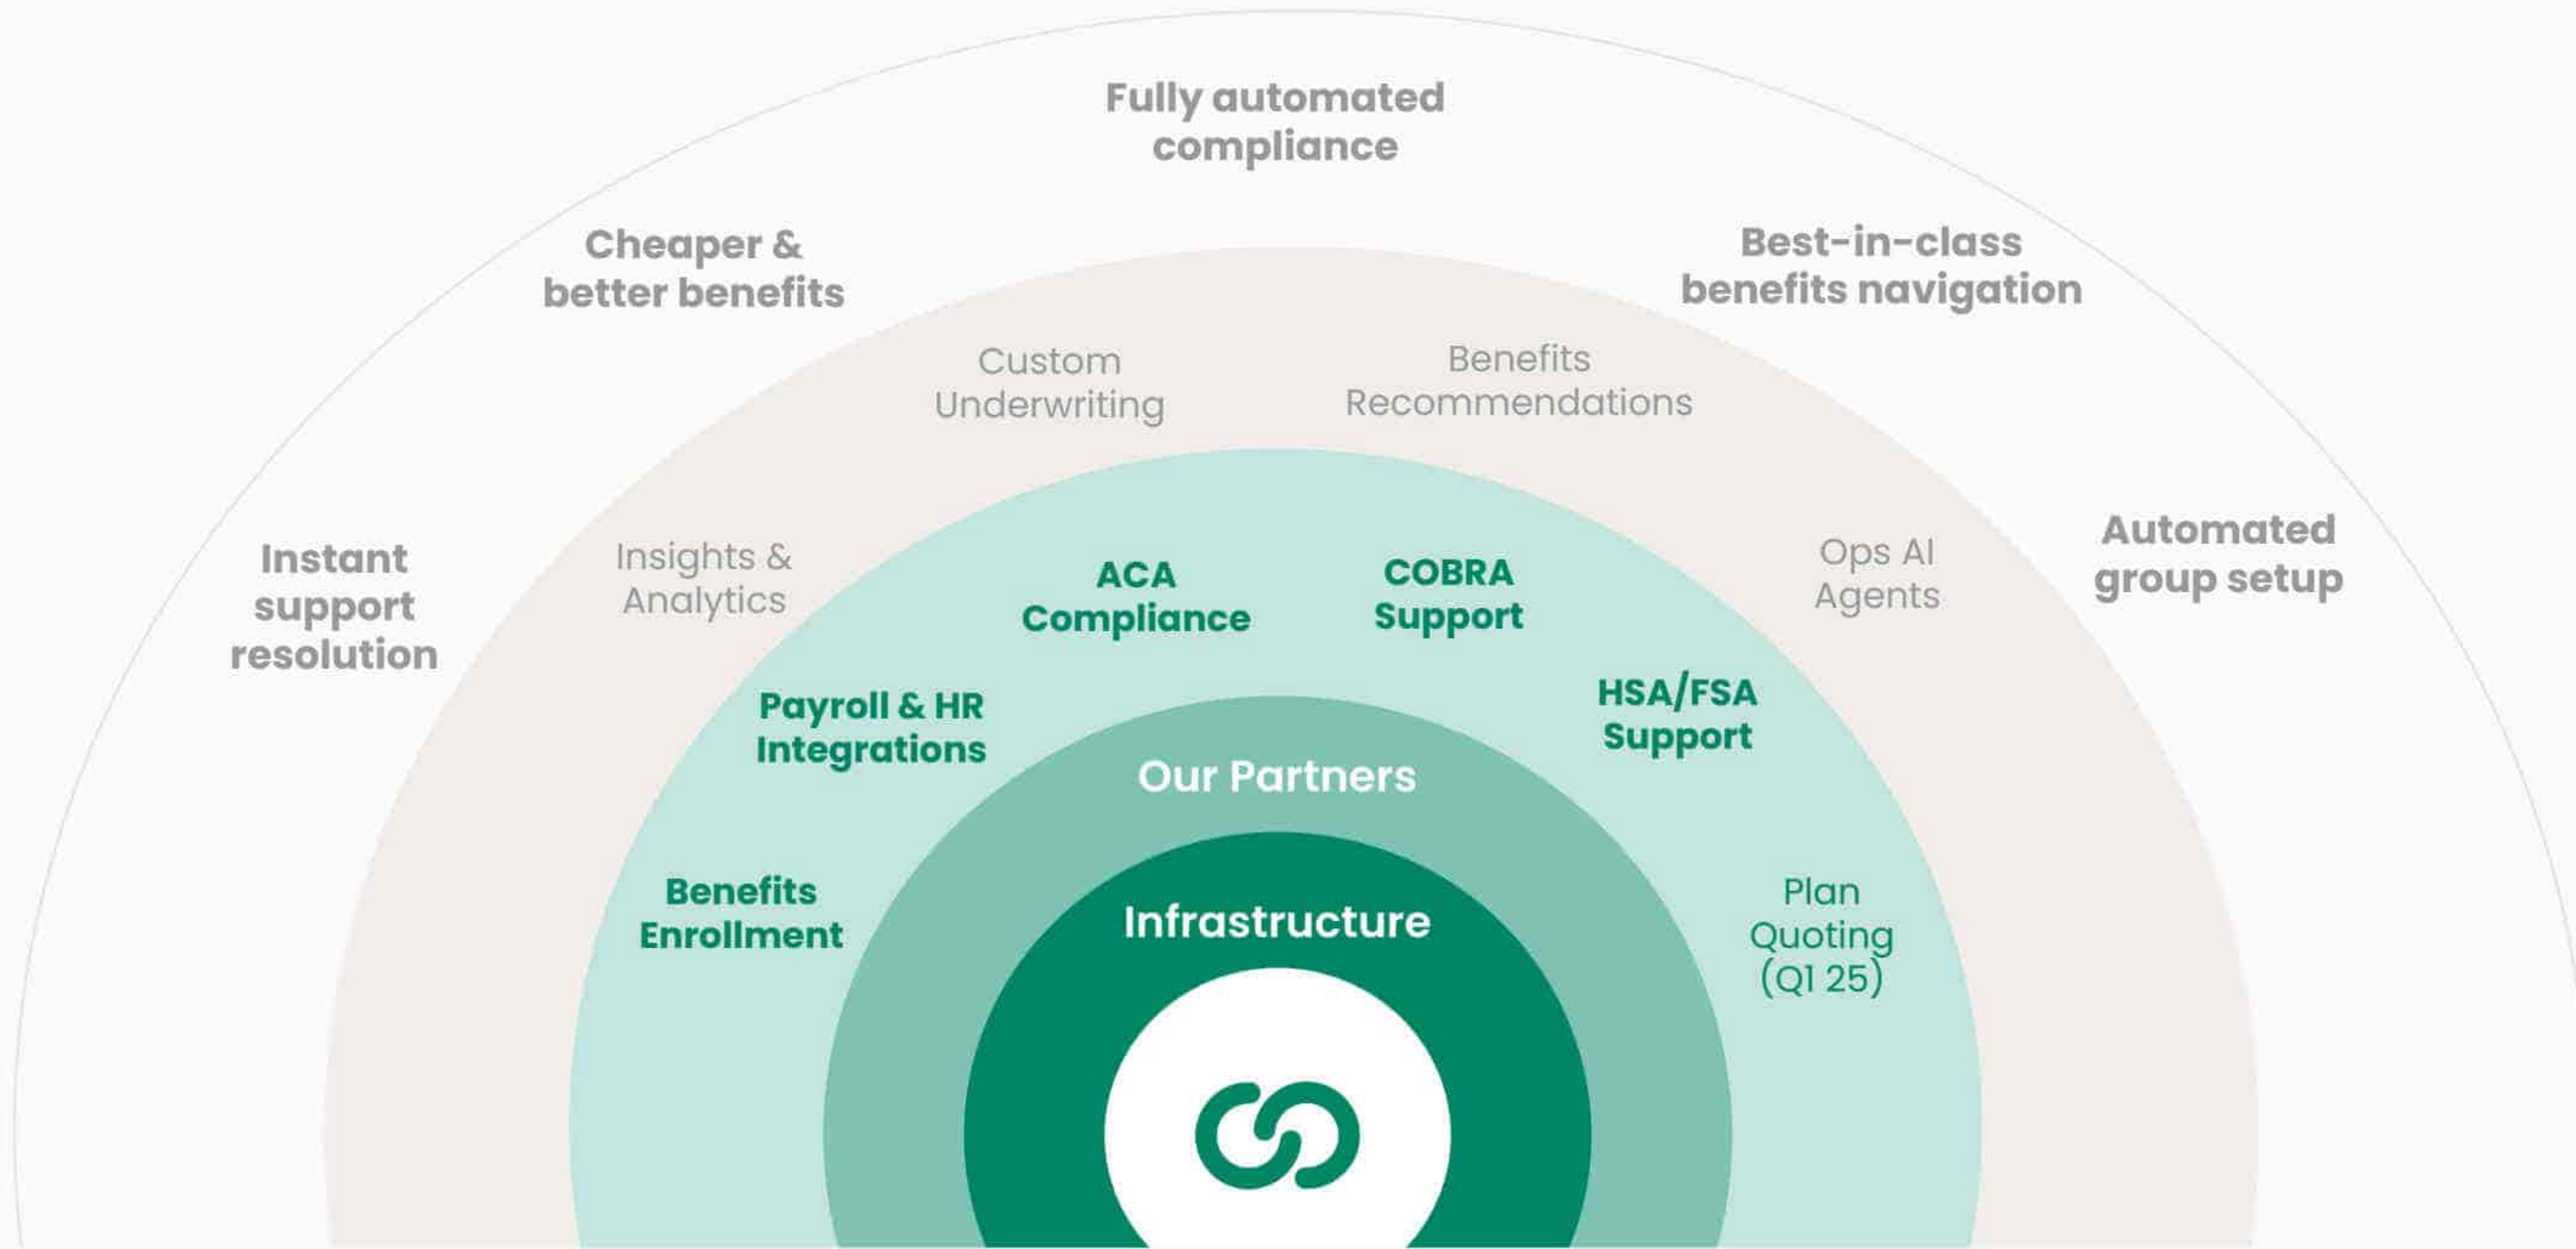 Fully automated
compliance
Cheaper &
better benefits
Best-in-class
benefits navigation
Custom
Underwriting
Benefits
Recommendations
Instant
support
resolution
Insights &
Analytics
ACA
Compliance
COBRA
Support
Ops AI
Agents
Automated
group setup
Payroll & HR
Integrations
HSA/FSA
Support
Our Partners
Benefits
Enrollment
Infrastructure
Plan
Quoting
(Q1 25)